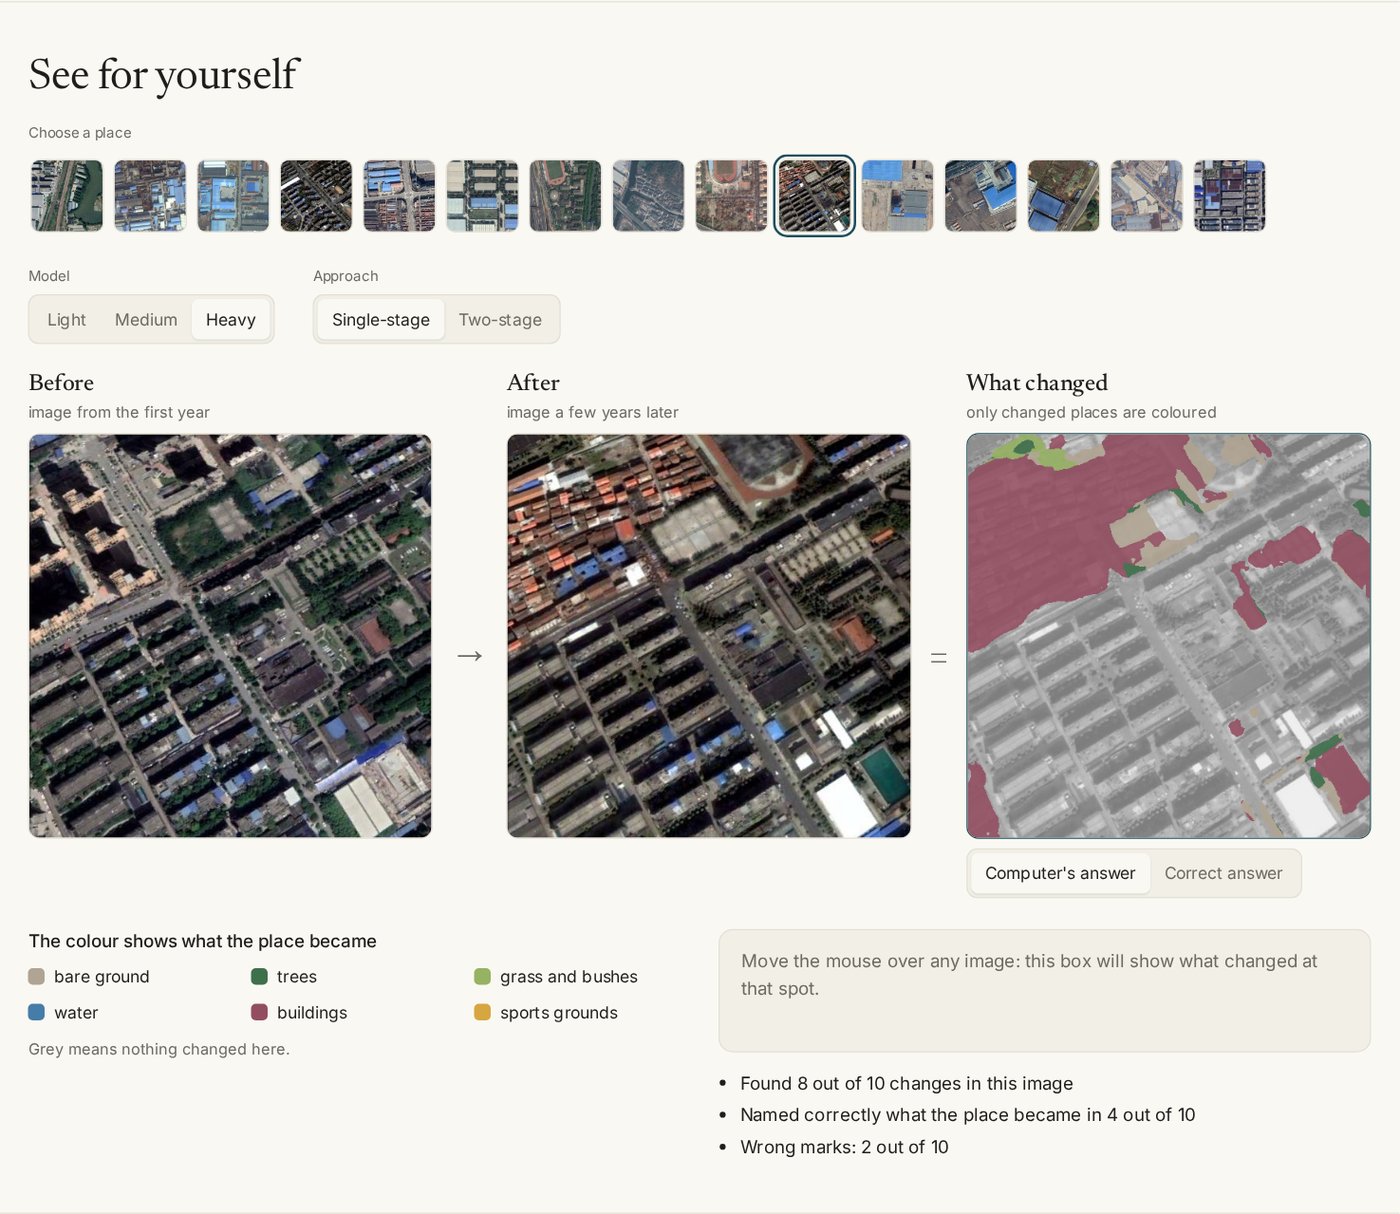 See for yourself
Choose a place
Model
Approach
Light Medium Heavy
Single-stage Two-stage
Before
image from the first year
After
image a few years later
What changed
only changed places are coloured
→
=
Computer's answer Correct answer
The colour shows what the place became
bare ground
trees
grass and bushes
water
buildings
sports grounds
Grey means nothing changed here.
Move the mouse over any image: this box will show what changed at
that spot.
• Found 8 out of 10 changes in this image
• Named correctly what the place became in 4 out of 10
• Wrong marks: 2 out of 10